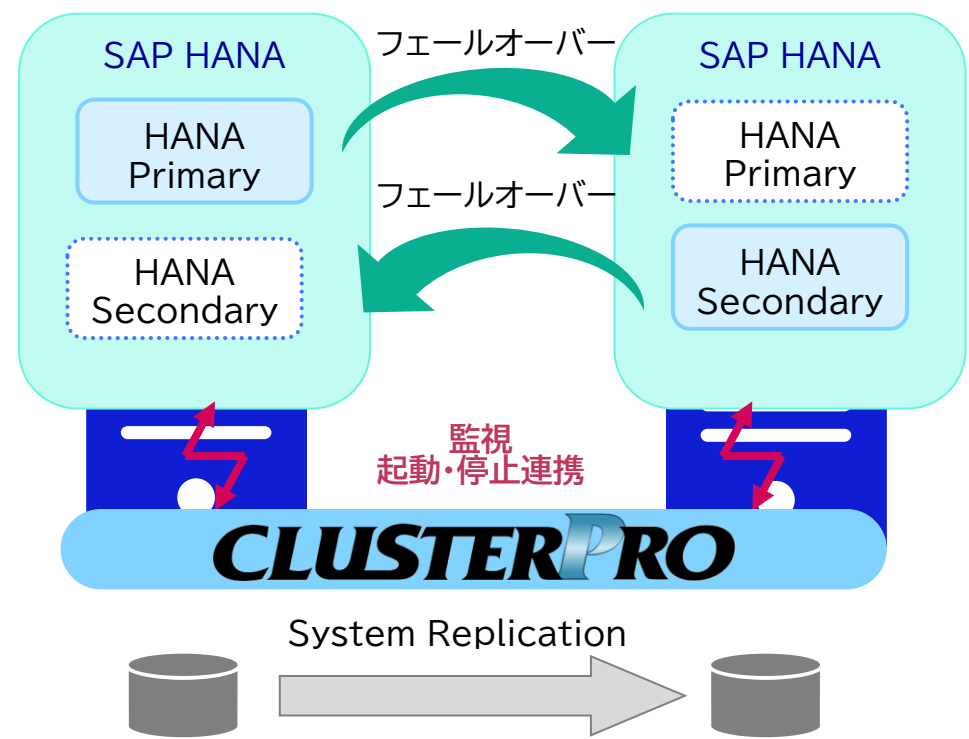 SAP HANA
HANA
Primary
HANA
Secondary
フェールオーバー
フェールオーバー
SAP HANA
HANA
Primary
HANA
Secondary
監視
起動・停止連携
CLUSTERPRO
System Replication